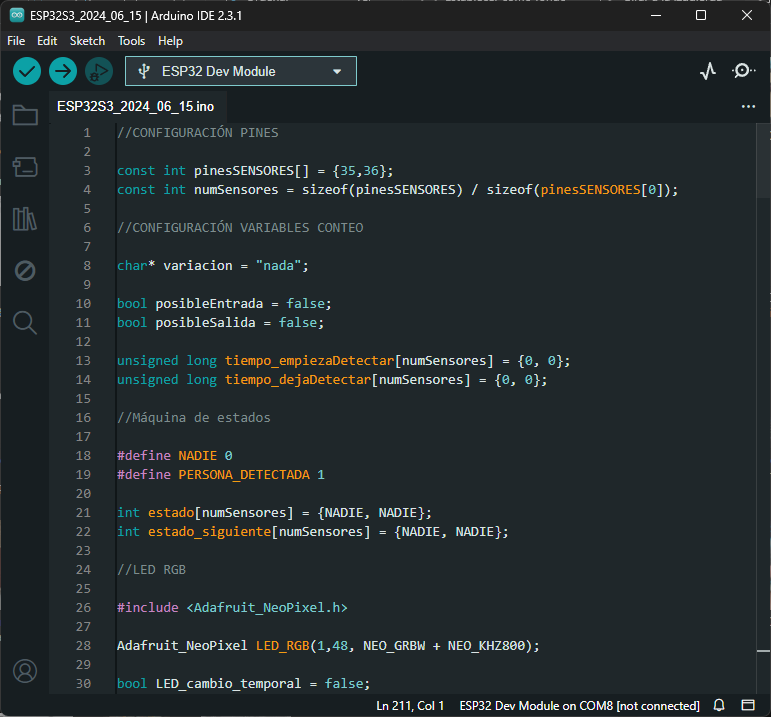 ESP32S3_2024_06_15 | Arduino IDE 2.3.1
File Edit Sketch Tools Help
ESP32 Dev Module
ESP32S3_2024_06_15.ino
1 //CONFIGURACIÓN PINES
2
3 const int pinesSENSORES[] = {35,36};
4 const int numSensores = sizeof(pinesSENSORES) / sizeof(pinesSENSORES[0]);
5
6 //CONFIGURACIÓN VARIABLES CONTEO
7
8 char* variacion = "nada";
9
10 bool posibleEntrada = false;
11 bool posibleSalida = false;
12
13 unsigned long tiempo_empiezaDetectar[numSensores] = {0, 0};
14 unsigned long tiempo_dejaDetectar[numSensores] = {0, 0};
15
16 //Máquina de estados
17
18 #define NADIE 0
19 #define PERSONA_DETECTADA 1
20
21 int estado[numSensores] = {NADIE, NADIE};
22 int estado_siguiente[numSensores] = {NADIE, NADIE};
23
24 //LED RGB
25
26 #include <Adafruit_NeoPixel.h>
27
28 Adafruit_NeoPixel LED_RGB(1,48, NEO_GRBW + NEO_KHZ800);
29
30 bool LED_cambio_temporal = false;
Ln 211, Col 1 ESP32 Dev Module on COM8 [not connected]